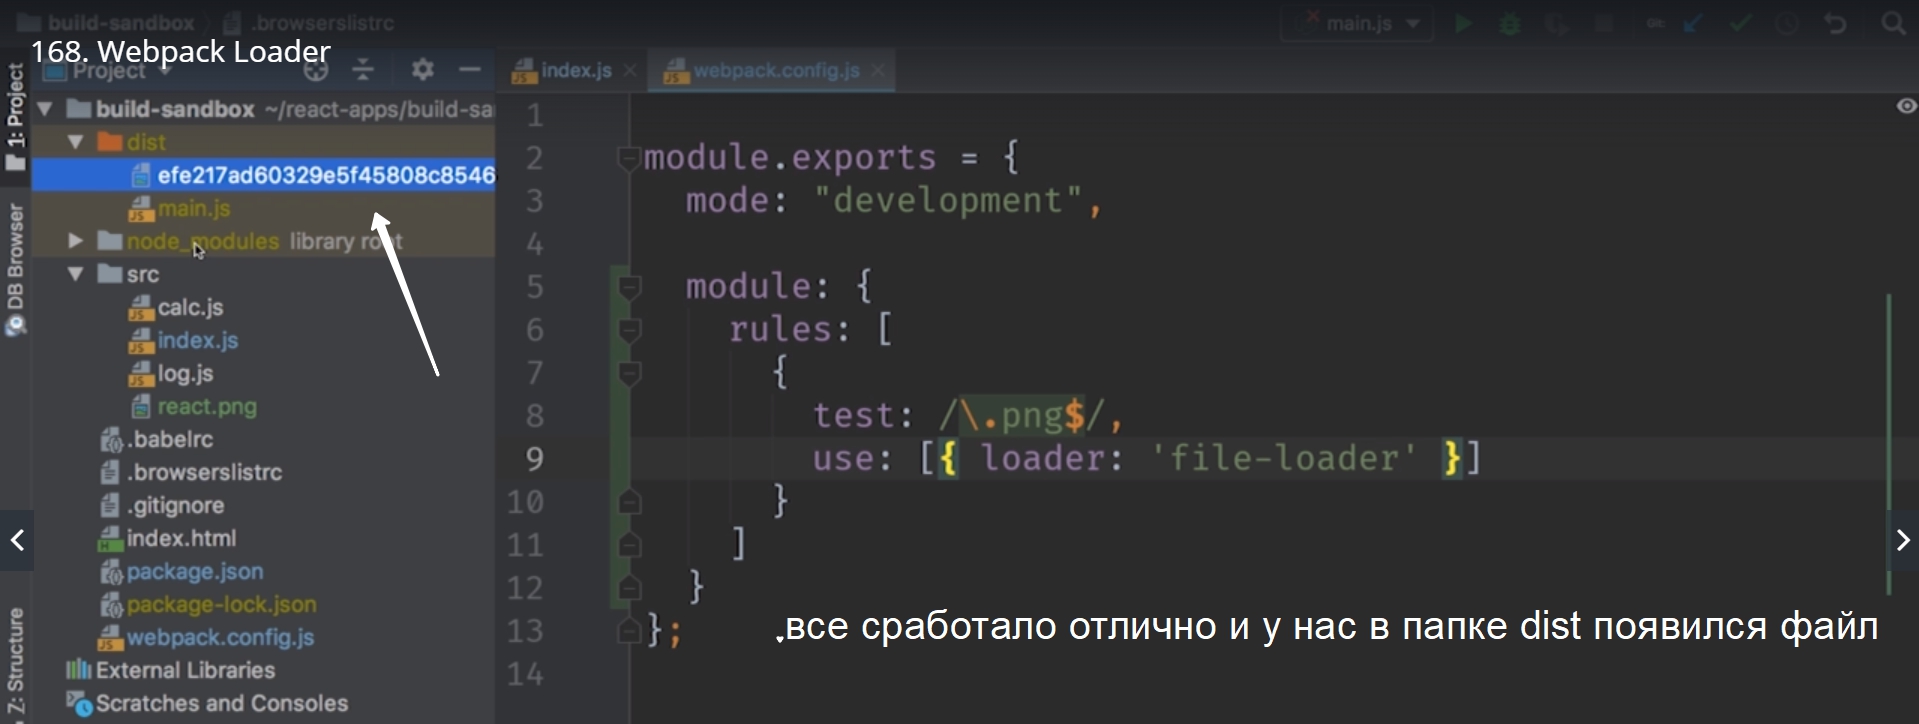 build-sandbox .browserslistrc main.js Git:
168. Webpack Loader
Project index.js webpack.config.js
1: Project
DB Browser
Z: Structure
build-sandbox ~/react-apps/build-sa
dist
efe217ad60329e5f45808c8546
main.js
node_modules library root
src
calc.js
index.js
log.js
react.png
.babelrc
.browserslistrc
.gitignore
index.html
package.json
package-lock.json
webpack.config.js
External Libraries
Scratches and Consoles
1
2 module.exports = {
3 mode: "development",
4
5 module: {
6 rules: [
7 {
8 test: /\.png$/,
9 use: [{ loader: 'file-loader' }]
10 }
11 ]
12 }
13 };
14
все сработало отлично и у нас в папке dist появился файл